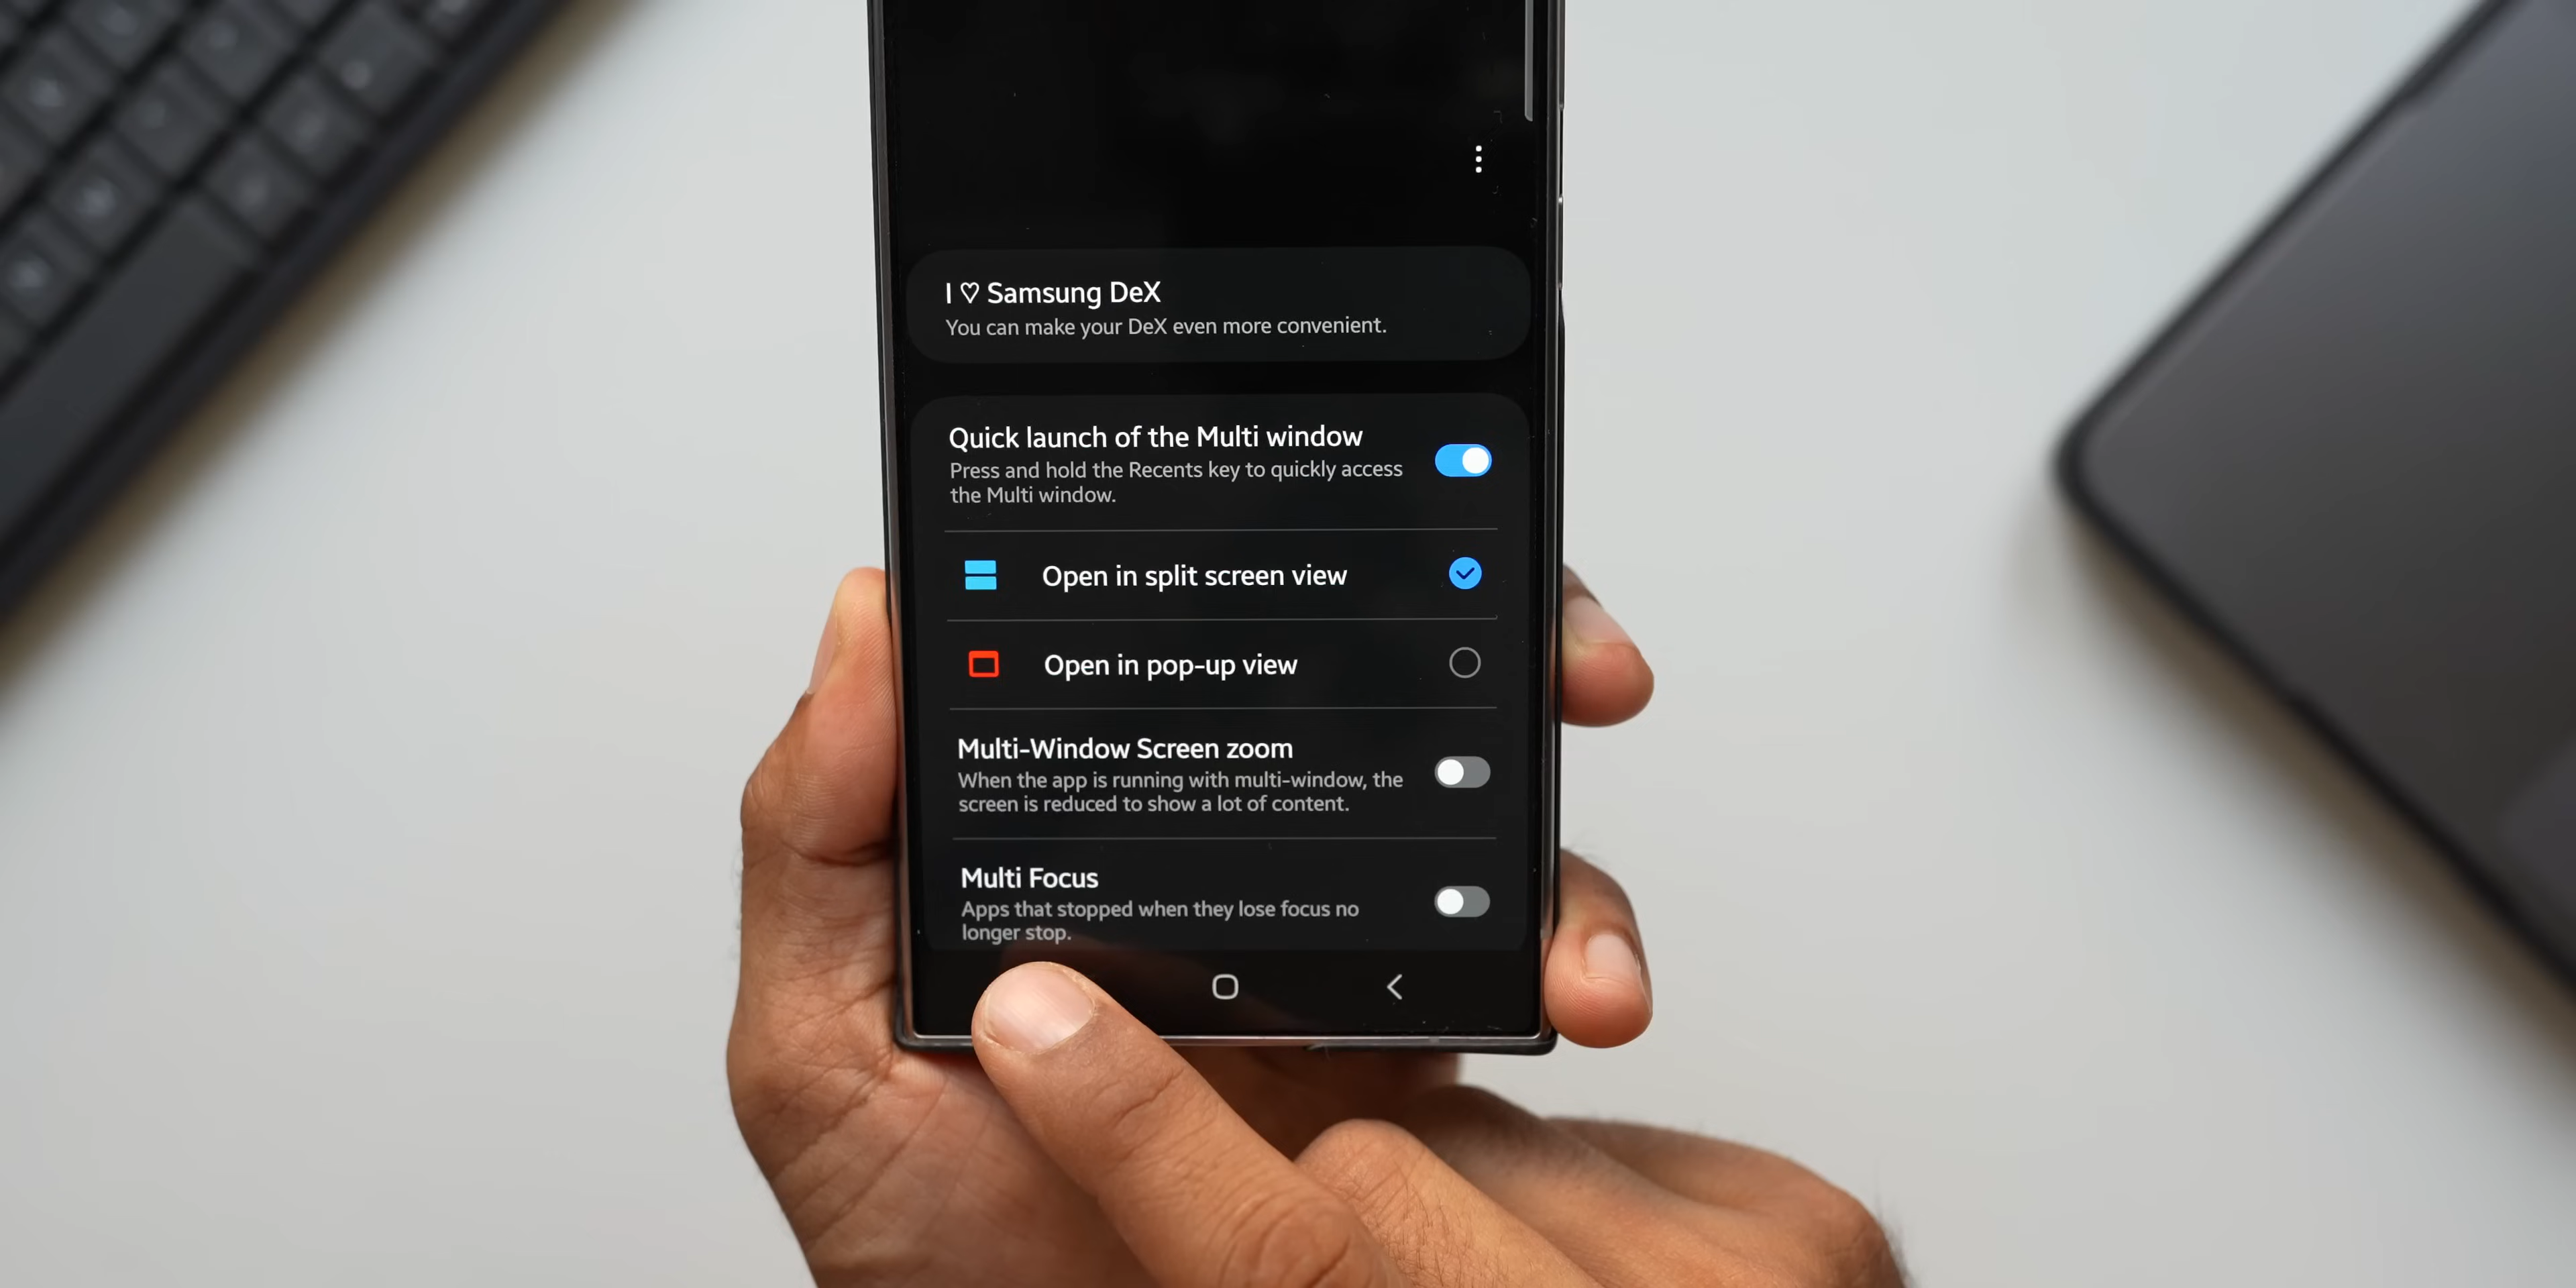 I ♡ Samsung DeX
You can make your DeX even more convenient.
Quick launch of the Multi window
Press and hold the Recents key to quickly access
the Multi window.
Open in split screen view
Open in pop-up view
Multi-Window Screen zoom
When the app is running with multi-window, the
screen is reduced to show a lot of content.
Multi Focus
Apps that stopped when they lose focus no
longer stop.